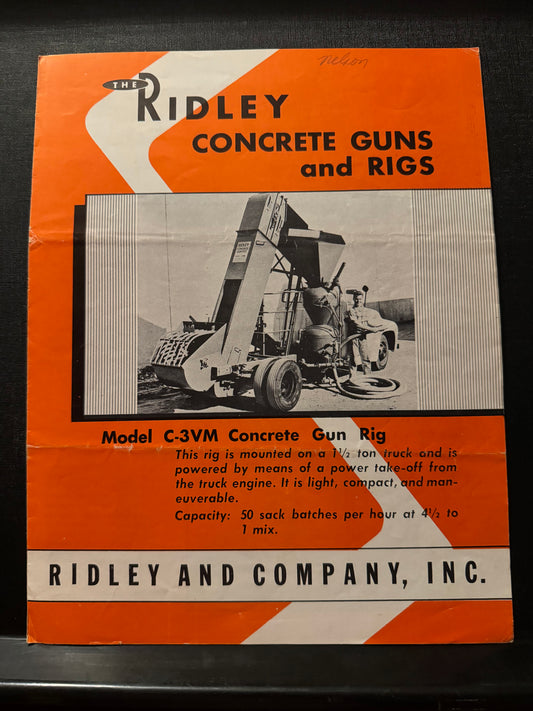 nelson
THE RIDLEY
CONCRETE GUNS
and RIGS
Model C-3VM Concrete Gun Rig
This rig is mounted on a 1½ ton truck and is
powered by means of a power take-off from
the truck engine. It is light, compact, and man-
euverable.
Capacity: 50 sack batches per hour at 4½ to
1 mix.
RIDLEY AND COMPANY, INC.